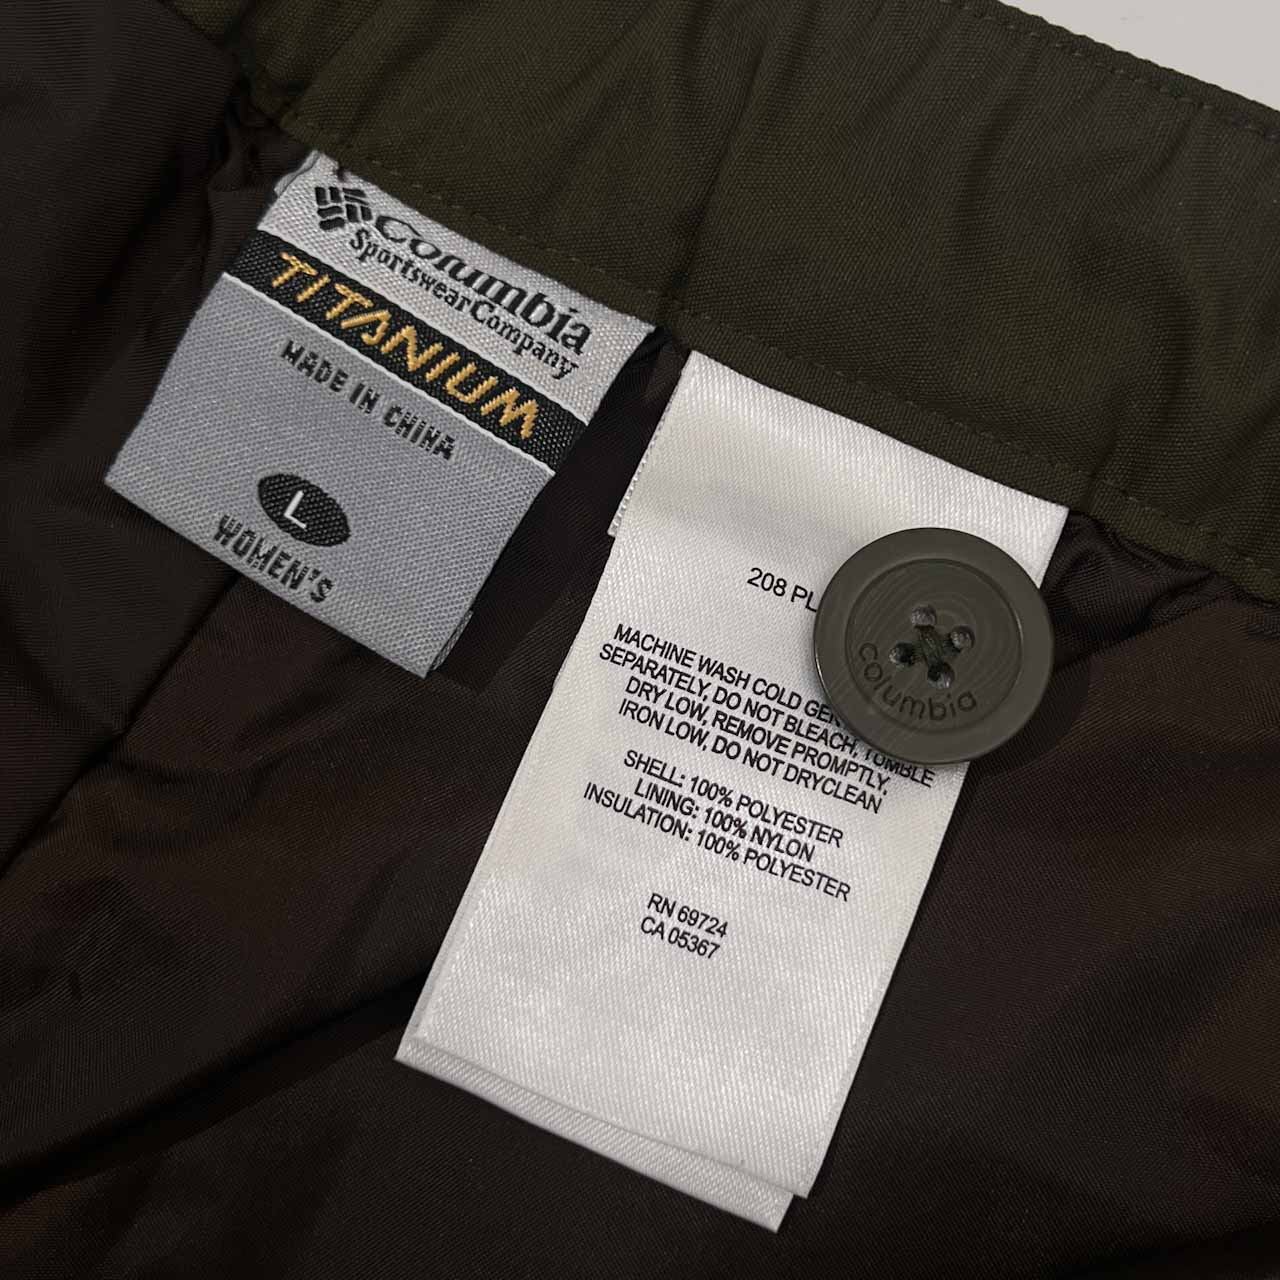 Columbia
Sportswear Company
TITANIUM
MADE IN CHINA
L
WOMEN'S
208 PL
MACHINE WASH COLD
SEPARATELY, DO NOT BLEACH, TUMBLE
DRY LOW, REMOVE PROMPTLY,
IRON LOW, DO NOT DRYCLEAN
SHELL: 100% POLYESTER
LINING: 100% NYLON
INSULATION: 100% POLYESTER
RN 69724
CA 05367
columbia